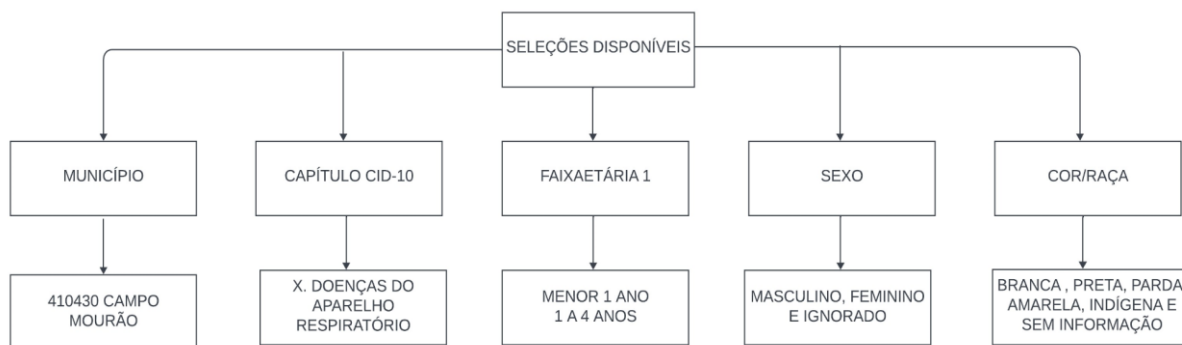 SELEÇÕES DISPONÍVEIS
MUNICÍPIO
CAPÍTULO CID-10
FAIXAETÁRIA 1
SEXO
COR/RAÇA
410430 CAMPO
MOURÃO
X. DOENÇAS DO
APARELHO
RESPIRATÓRIO
MENOR 1 ANO
1 A 4 ANOS
MASCULINO, FEMININO
E IGNORADO
BRANCA , PRETA, PARDA
AMARELA, INDÍGENA E
SEM INFORMAÇÃO